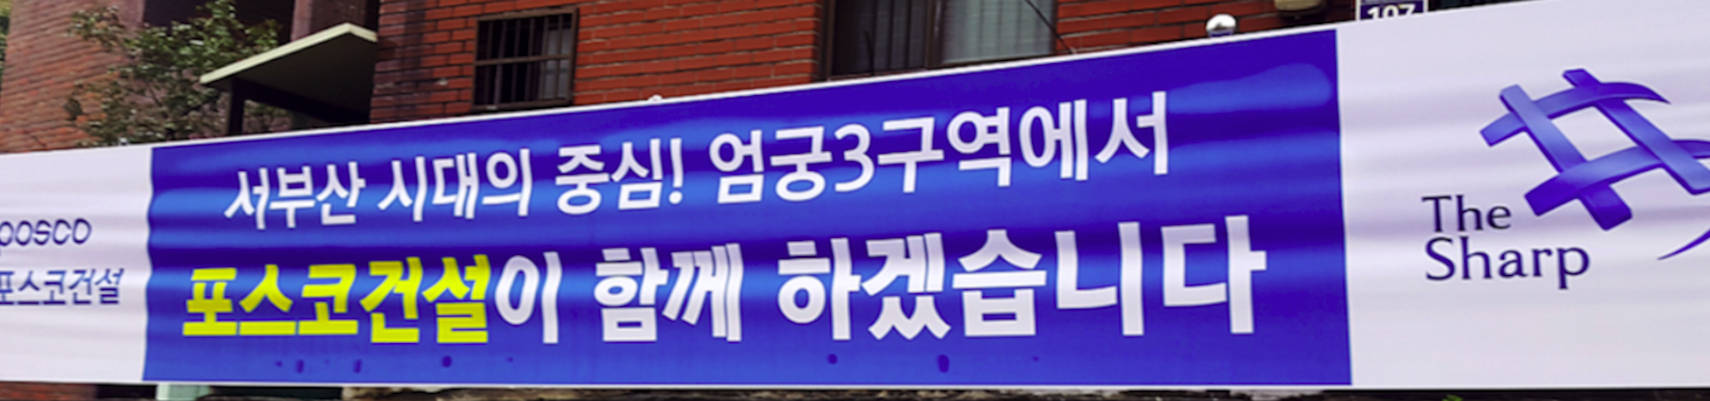 posco
포스코건설
서부산 시대의 중심! 엄궁3구역에서
포스코건설이 함께 하겠습니다
The
Sharp
107